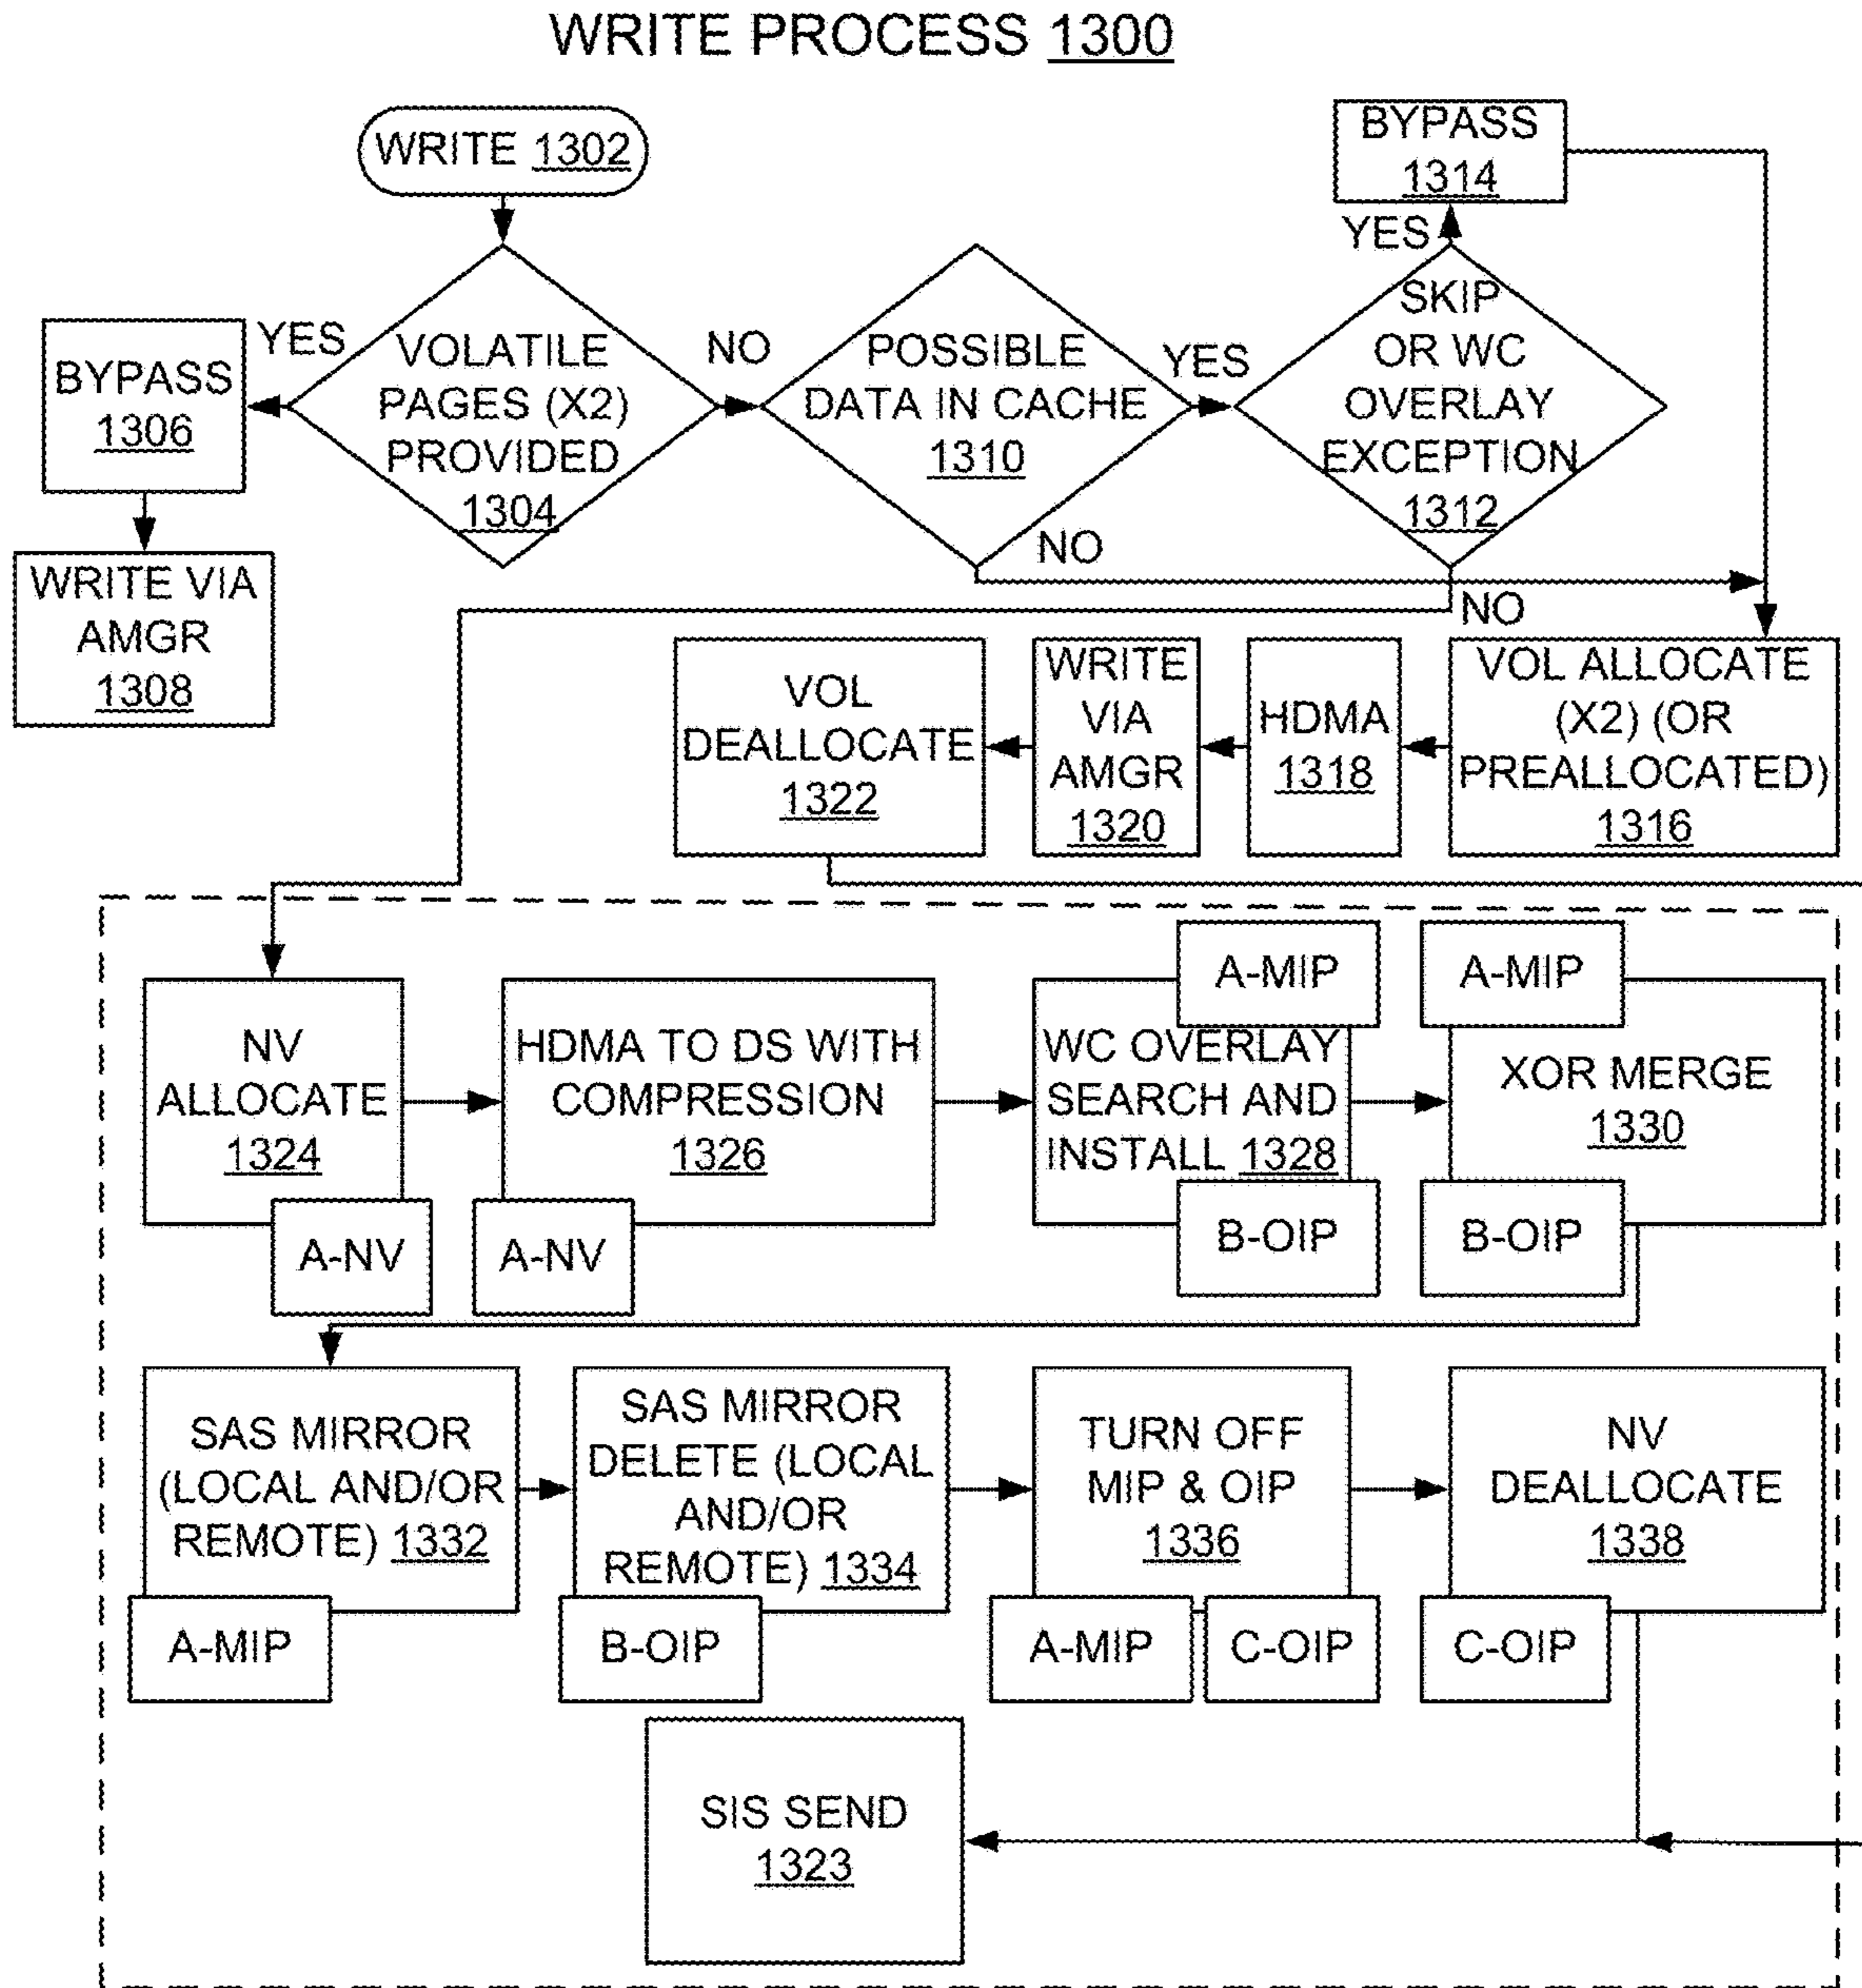 WRITE PROCESS 1300
WRITE 1302
BYPASS
1314
YES
VOLATILE
PAGES (X2)
PROVIDED
1304
YES
BYPASS
1306
WRITE VIA
AMGR
1308
NO
POSSIBLE
DATA IN CACHE
1310
YES
NO
SKIP
OR WC
OVERLAY
EXCEPTION
1312
NO
VOL ALLOCATE
(X2) (OR
PREALLOCATED)
1316
HDMA
1318
WRITE
VIA
AMGR
1320
VOL
DEALLOCATE
1322
NV
ALLOCATE
1324
A-NV
HDMA TO DS WITH
COMPRESSION
1326
A-NV
A-MIP
WC OVERLAY
SEARCH AND
INSTALL 1328
B-OIP
A-MIP
XOR MERGE
1330
B-OIP
SAS MIRROR
(LOCAL AND/OR
REMOTE) 1332
A-MIP
SAS MIRROR
DELETE (LOCAL
AND/OR
REMOTE) 1334
B-OIP
TURN OFF
MIP & OIP
1336
A-MIP
C-OIP
NV
DEALLOCATE
1338
C-OIP
SIS SEND
1323